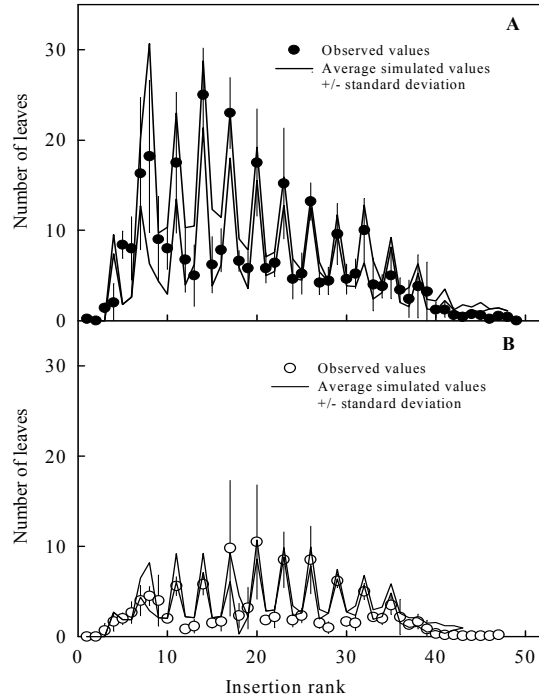 A
Observed values
Average simulated values
+/- standard deviation
Number of leaves
30
20
10
0
B
Observed values
Average simulated values
+/- standard deviation
Number of leaves
30
20
10
0
0 10 20 30 40 50
Insertion rank